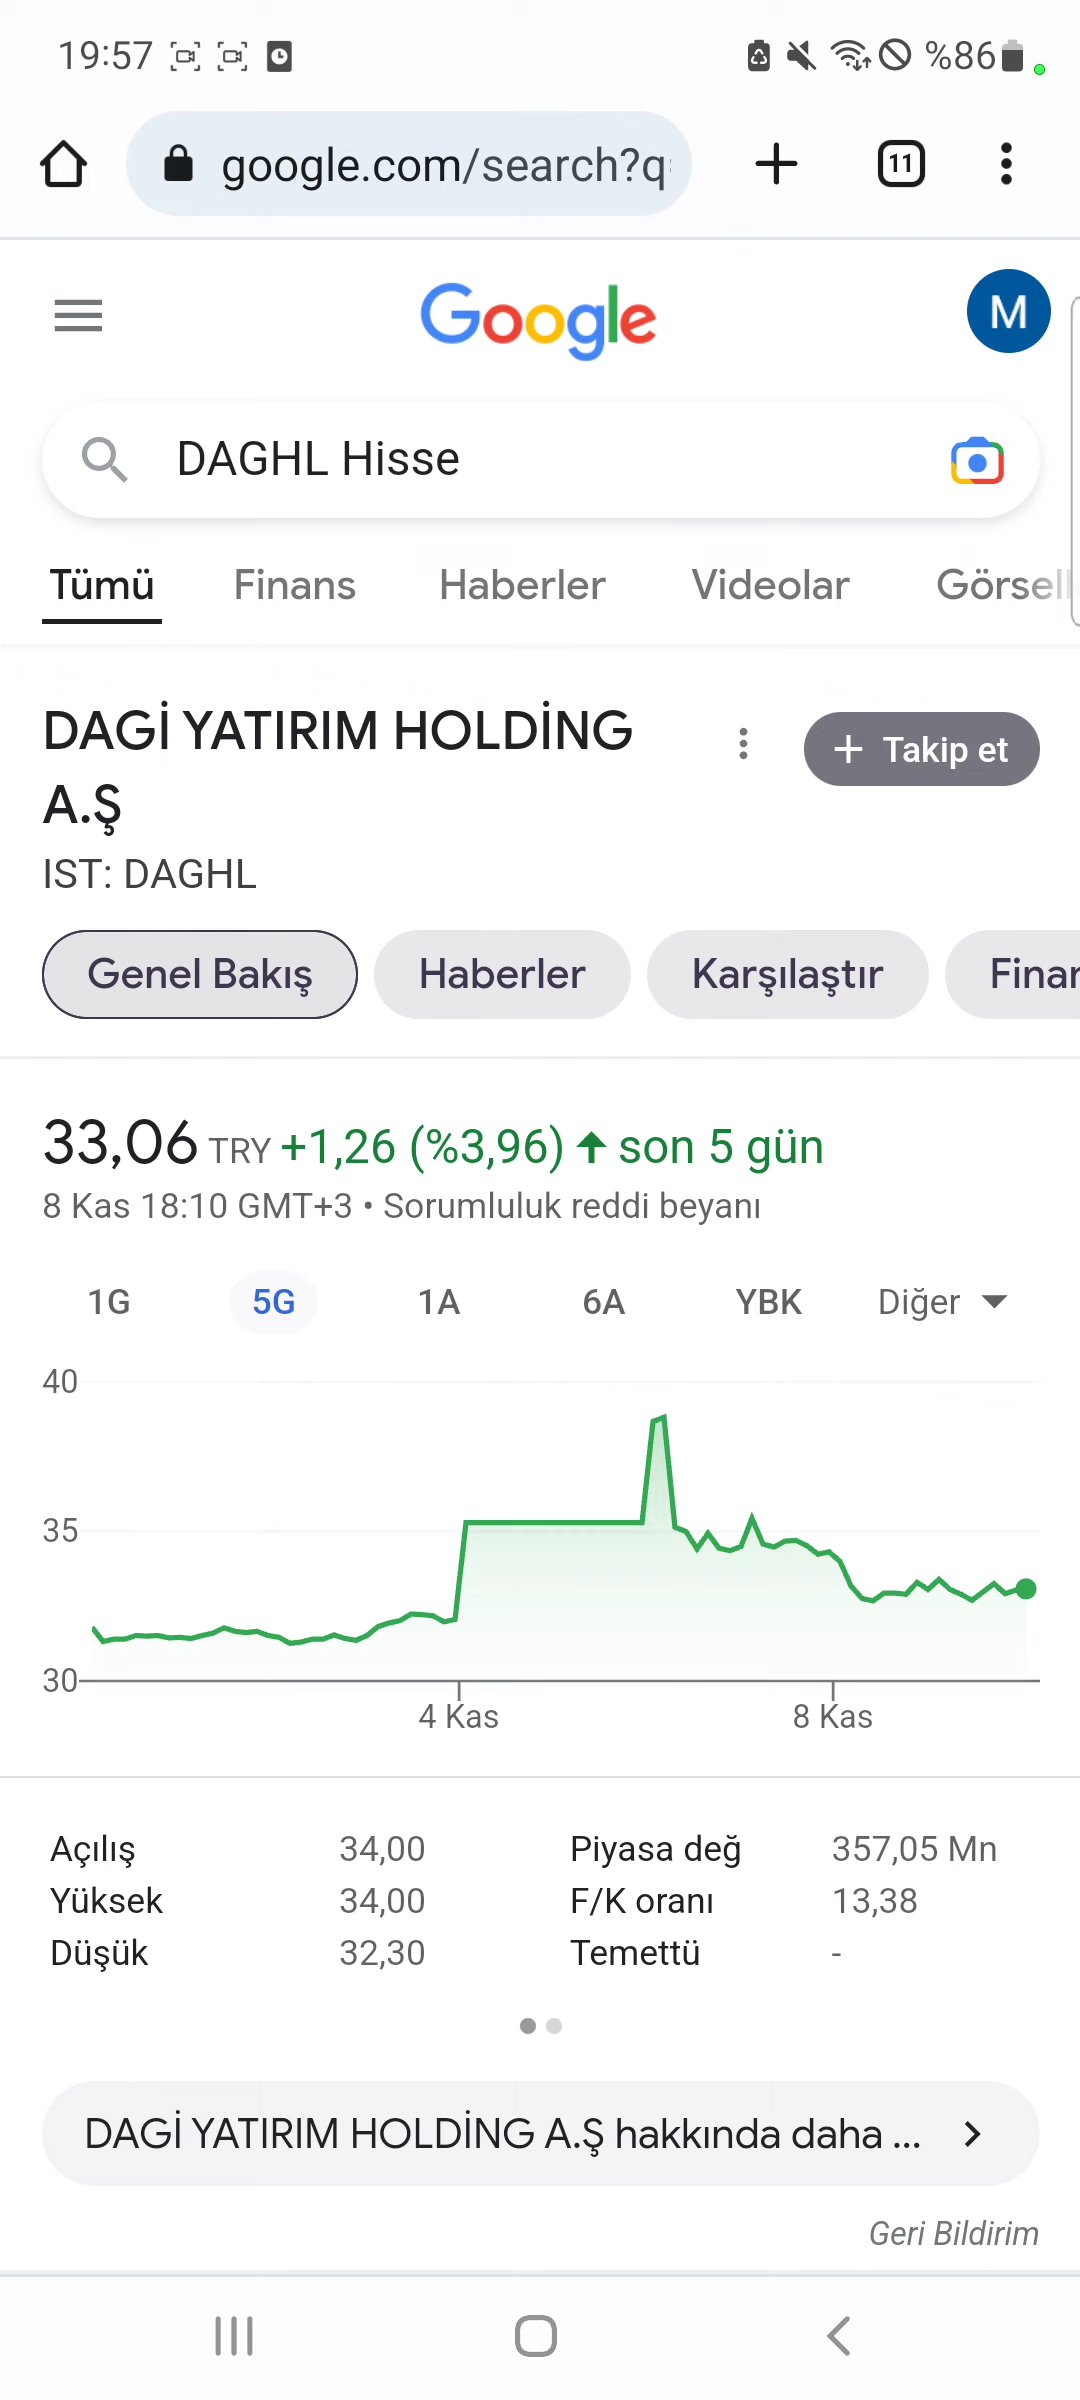 19:57 %86
google.com/search?q
11
Google
M
DAGHL Hisse
Tümü Finans Haberler Videolar Görsell
DAGİ YATIRIM HOLDİNG
A.Ş
+ Takip et
IST: DAGHL
Genel Bakış Haberler Karşılaştır Finan
33,06 TRY +1,26 (%3,96) ↑ son 5 gün
8 Kas 18:10 GMT+3 • Sorumluluk reddi beyanı
1G 5G 1A 6A YBK Diğer
40
35
30
4 Kas 8 Kas
Açılış 34,00 Piyasa değ 357,05 Mn
Yüksek 34,00 F/K oranı 13,38
Düşük 32,30 Temettü -
DAGİ YATIRIM HOLDİNG A.Ş hakkında daha ...
Geri Bildirim